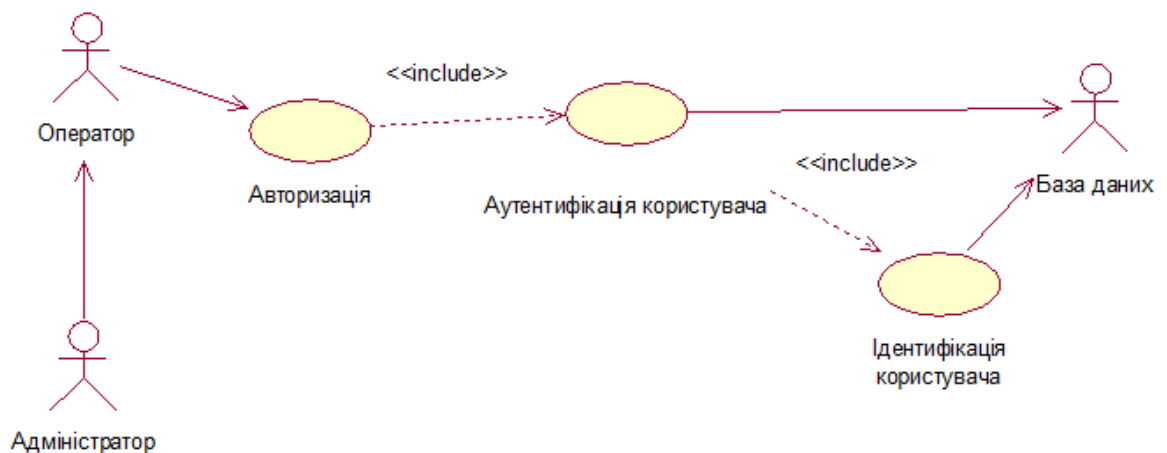 <<include>>
Оператор
Авторизація
Аутентифікація користувача
<<include>>
База даних
Ідентифікація
користувача
Адміністратор